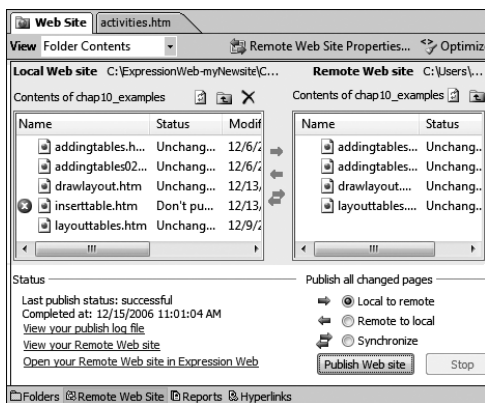 Web Site activities.htm
View Folder Contents Remote Web Site Properties... Optimiz
Local Web site C:\ExpressionWeb-myNewsite\C... Remote Web site C:\Users\...
Contents of chap10_examples Contents of chap10_examples
Name Status Modif Name Status
addingtables.h... Unchang... 12/6/2 addingtables... Unchang..
addingtables02... Unchang... 12/6/2 addingtables... Unchang..
drawlayout.htm Unchang... 12/13, drawlayout.... Unchang..
inserttable.htm Don't pu... 12/13, layouttables.... Unchang..
layouttables.htm Unchang... 12/9/2
Status Publish all changed pages
Last publish status: successful Local to remote
Completed at: 12/15/2006 11:01:04 AM Remote to local
View your publish log file Synchronize
View your Remote Web site
Open your Remote Web site in Expression Web Publish Web site Stop
Folders Remote Web Site Reports Hyperlinks